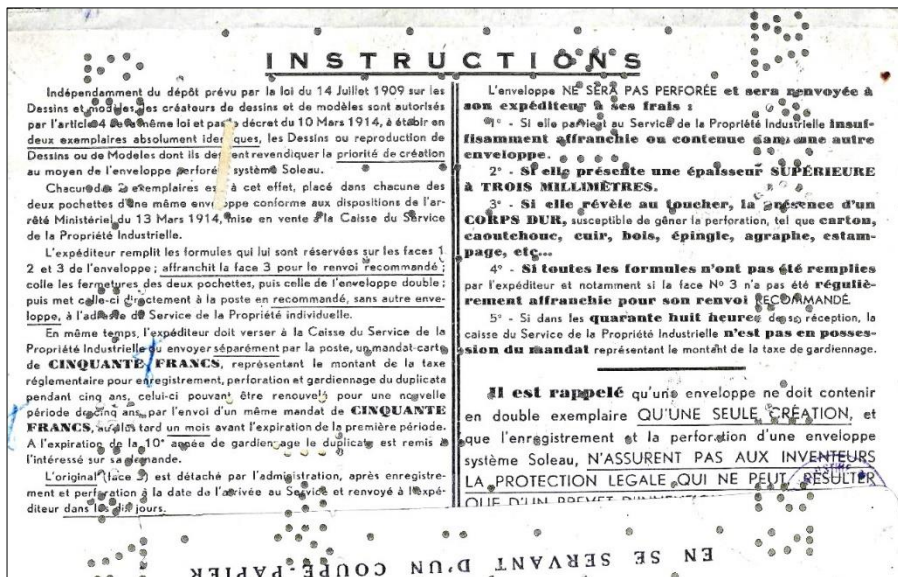 INSTRUCTIONS
Indépendamment du dépôt prévu par la loi du 14 Juillet 1909 sur les
Dessins et modèles, les créateurs de dessins et de modèles sont autorisés
par l'article 4 de la même loi et par le décret du 10 Mars 1914, à établir en
deux exemplaires absolument identiques, les Dessins ou reproduction de
Dessins ou de Modeles dont ils désirent revendiquer la priorité de création
au moyen de l'enveloppe perforée système Soleau.
Chacun des 2 exemplaires est à cet effet, placé dans chacune des
deux pochettes d'une même enveloppe conforme aux dispositions de l'ar-
rêté Ministériel du 13 Mars 1914, mise en vente à la Caisse du Service
de la Propriété Industrielle.
L'expéditeur remplit les formules qui lui sont réservées sur les faces 1
2 et 3 de l'enveloppe ; affranchit la face 3 pour le renvoi recommandé ;
colle les fermetures des deux pochettes, puis celle de l'enveloppe double ;
puis met celle-ci directement à la poste en recommandé, sans autre enve-
loppe, à l'adresse du Service de la Propriété individuelle.
En même temps, l'expéditeur doit verser à la Caisse du Service de la
Propriété Industrielle ou envoyer séparément par la poste, un mandat-carte
de CINQUANTE FRANCS, représentant le montant de la taxe
réglementaire pour enregistrement, perforation et gardiennage du duplicata
pendant cinq ans, celui-ci pouvant être renouvelé pour une nouvelle
période de cinq ans, par l'envoi d'un même mandat de CINQUANTE
FRANCS, au plus tard un mois avant l'expiration de la première période.
A l'expiration de la 10e année de gardiennage le duplicata est remis à
l'intéressé sur sa demande.
L'original (face 3) est détaché par l'administration, après enregistre-
ment et perforation à la date de l'arrivée au Service et renvoyé à l'expé-
diteur dans les dix jours.
L'enveloppe NE SERA PAS PERFORÉE et sera renvoyée à
son expéditeur à ses frais :
1° - Si elle parvient au Service de la Propriété Industrielle insuf-
fisamment affranchie ou contenue dans une autre
enveloppe.
2° - Si elle présente une épaisseur SUPÉRIEURE
à TROIS MILLIMÈTRES.
3° - Si elle révèle au toucher, la présence d'un
CORPS DUR, susceptible de gêner la perforation, tel que carton,
caoutchouc, cuir, bois, épingle, agraphe, estam-
page, etc...
4° - Si toutes les formules n'ont pas été remplies
par l'expéditeur et notamment si la face No 3 n'a pas été réguliè-
rement affranchie pour son renvoi RECOMMANDÉ.
5° - Si dans les quarante huit heures de sa réception, la
caisse du Service de la Propriété Industrielle n'est pas en posses-
sion du mandat représentant le montant de la taxe de gardiennage.
Il est rappelé qu'une enveloppe ne doit contenir
en double exemplaire QU'UNE SEULE CRÉATION, et
que l'enregistrement et la perforation d'une enveloppe
système Soleau, N'ASSURENT PAS AUX INVENTEURS
LA PROTECTION LEGALE QUI NE PEUT RÉSULTER
QUE D'UN BREVET D'INVENTION
EN SE SERVANT D'UN COUPE-PAPIER